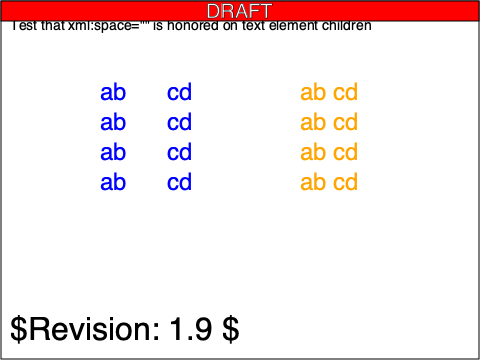 DRAFT
Test that xml:space="" is honored on text element children
ab cd ab cd
ab cd ab cd
ab cd ab cd
ab cd ab cd
$Revision: 1.9 $